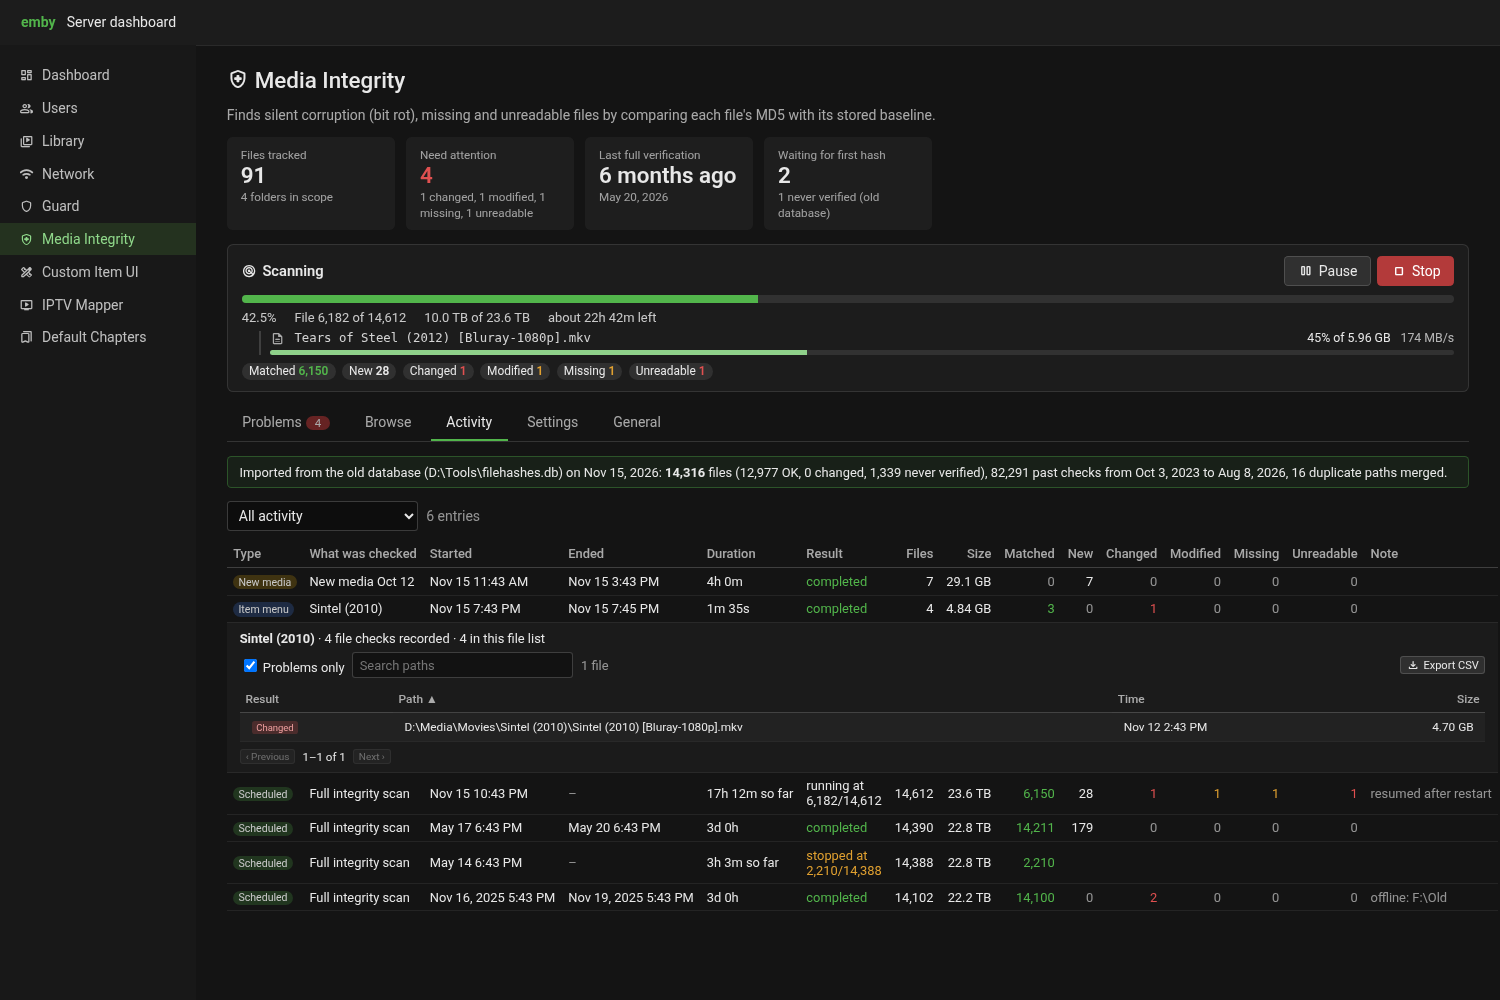 emby Server dashboard
Dashboard
Users
Library
Network
Guard
Media Integrity
Custom Item UI
IPTV Mapper
Default Chapters
Media Integrity
Finds silent corruption (bit rot), missing and unreadable files by comparing each file's MD5 with its stored baseline.
Files tracked
91
4 folders in scope
Need attention
4
1 changed, 1 modified, 1
missing, 1 unreadable
Last full verification
6 months ago
May 20, 2026
Waiting for first hash
2
1 never verified (old
database)
Scanning
Pause
Stop
42.5% File 6,182 of 14,612 10.0 TB of 23.6 TB about 22h 42m left
Tears of Steel (2012) [Bluray-1080p].mkv 45% of 5.96 GB 174 MB/s
Matched 6,150 New 28 Changed 1 Modified 1 Missing 1 Unreadable 1
Problems 4 Browse Activity Settings General
Imported from the old database (D:\Tools\filehashes.db) on Nov 15, 2026: 14,316 files (12,977 OK, 0 changed, 1,339 never verified), 82,291 past checks from Oct 3, 2023 to Aug 8, 2026, 16 duplicate paths merged.
All activity 6 entries
Type What was checked Started Ended Duration Result Files Size Matched New Changed Modified Missing Unreadable Note
New media New media Oct 12 Nov 15 11:43 AM Nov 15 3:43 PM 4h 0m completed 7 29.1 GB 0 7 0 0 0 0
Item menu Sintel (2010) Nov 15 7:43 PM Nov 15 7:45 PM 1m 35s completed 4 4.84 GB 3 0 1 0 0 0
Sintel (2010) · 4 file checks recorded · 4 in this file list
Problems only Search paths 1 file Export CSV
Result Path ▲ Time Size
Changed D:\Media\Movies\Sintel (2010)\Sintel (2010) [Bluray-1080p].mkv Nov 12 2:43 PM 4.70 GB
‹ Previous 1–1 of 1 Next ›
Scheduled Full integrity scan Nov 15 10:43 PM – 17h 12m so far running at 6,182/14,612 14,612 23.6 TB 6,150 28 1 1 1 1 resumed after restart
Scheduled Full integrity scan May 17 6:43 PM May 20 6:43 PM 3d 0h completed 14,390 22.8 TB 14,211 179 0 0 0 0
Scheduled Full integrity scan May 14 6:43 PM – 3h 3m so far stopped at 2,210/14,388 14,388 22.8 TB 2,210
Scheduled Full integrity scan Nov 16, 2025 5:43 PM Nov 19, 2025 5:43 PM 3d 0h completed 14,102 22.2 TB 14,100 0 2 0 0 0 offline: F:\Old